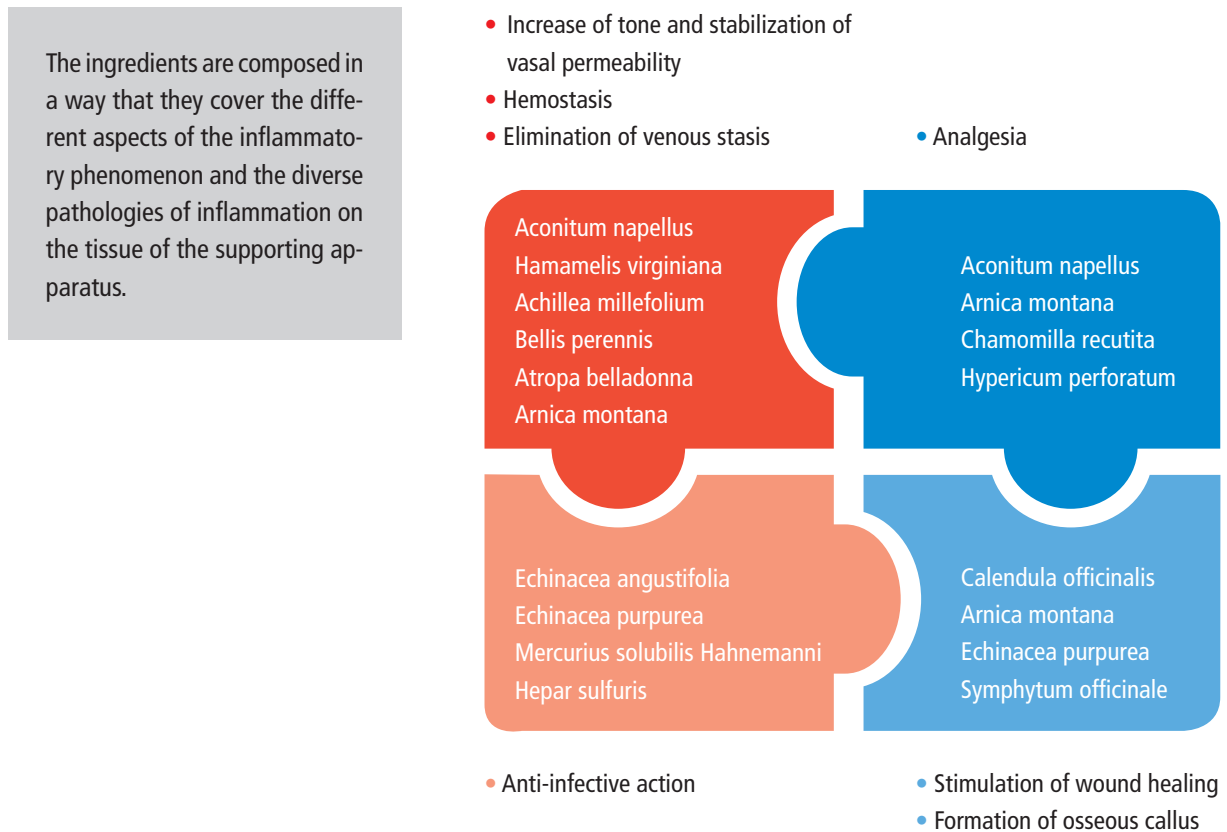 The ingredients are composed in
a way that they cover the diffe-
rent aspects of the inflammato-
ry phenomenon and the diverse
pathologies of inflammation on
the tissue of the supporting ap-
paratus.
• Increase of tone and stabilization of
vasal permeability
• Hemostasis
• Elimination of venous stasis
• Analgesia
Aconitum napellus
Hamamelis virginiana
Achillea millefolium
Bellis perennis
Atropa belladonna
Arnica montana
Aconitum napellus
Arnica montana
Chamomilla recutita
Hypericum perforatum
Echinacea angustifolia
Echinacea purpurea
Mercurius solubilis Hahnemanni
Hepar sulfuris
Calendula officinalis
Arnica montana
Echinacea purpurea
Symphytum officinale
• Anti-infective action
• Stimulation of wound healing
• Formation of osseous callus